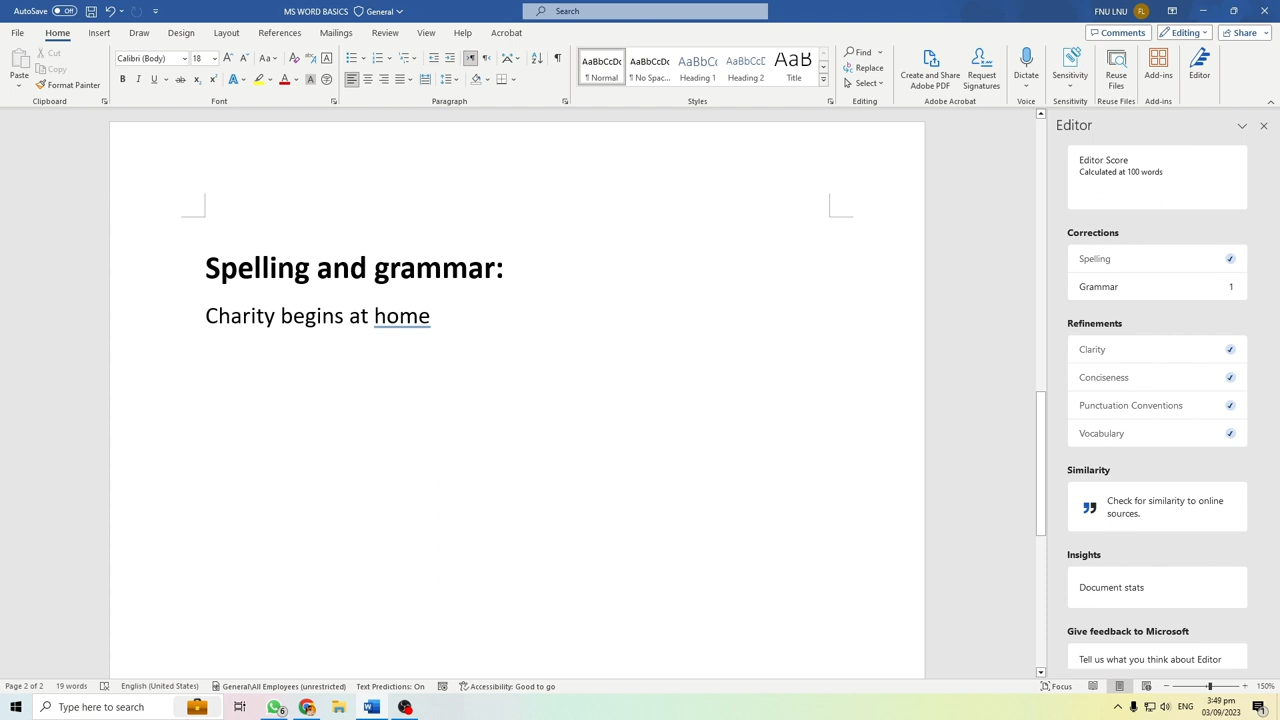 AutoSave Off MS WORD BASICS General Search FNU LNU FL
File Home Insert Draw Design Layout References Mailings Review View Help Acrobat Comments Editing Share
Paste Cut Copy Format Painter Calibri (Body) 18 AaBbCcDc ¶ Normal AaBbCcDc ¶ No Spac... AaBbCc Heading 1 AaBbCcD Heading 2 AaB Title Find Replace Select Create and Share Adobe PDF Request Signatures Dictate Sensitivity Reuse Files Add-ins Editor
Clipboard Font Paragraph Styles Editing Adobe Acrobat Voice Sensitivity Reuse Files Add-ins
Spelling and grammar:
Charity begins at home
Editor
Editor Score
Calculated at 100 words
Corrections
Spelling
Grammar 1
Refinements
Clarity
Conciseness
Punctuation Conventions
Vocabulary
Similarity
Check for similarity to online
sources.
Insights
Document stats
Give feedback to Microsoft
Tell us what you think about Editor
Page 2 of 2 19 words English (United States) General\All Employees (unrestricted) Text Predictions: On Accessibility: Good to go Focus 150%
Type here to search 6 ENG 3:49 pm
03/09/2023 1